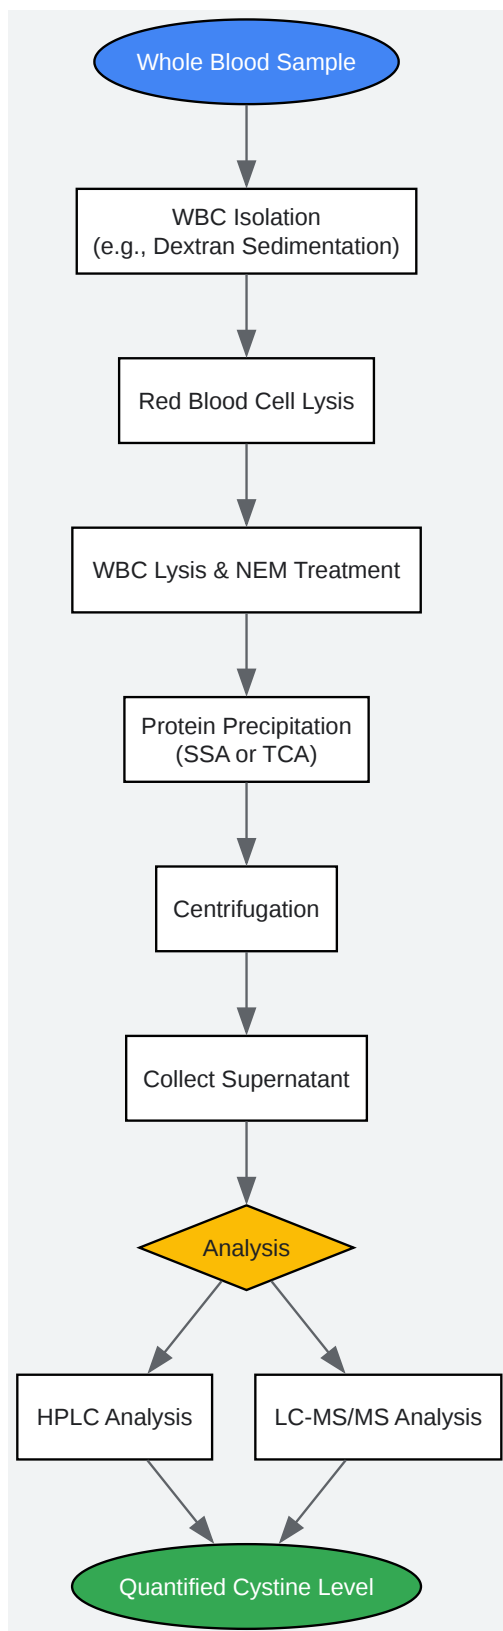 Whole Blood Sample
WBC Isolation
(e.g., Dextran Sedimentation)
Red Blood Cell Lysis
WBC Lysis & NEM Treatment
Protein Precipitation
(SSA or TCA)
Centrifugation
Collect Supernatant
Analysis
HPLC Analysis
LC-MS/MS Analysis
Quantified Cystine Level